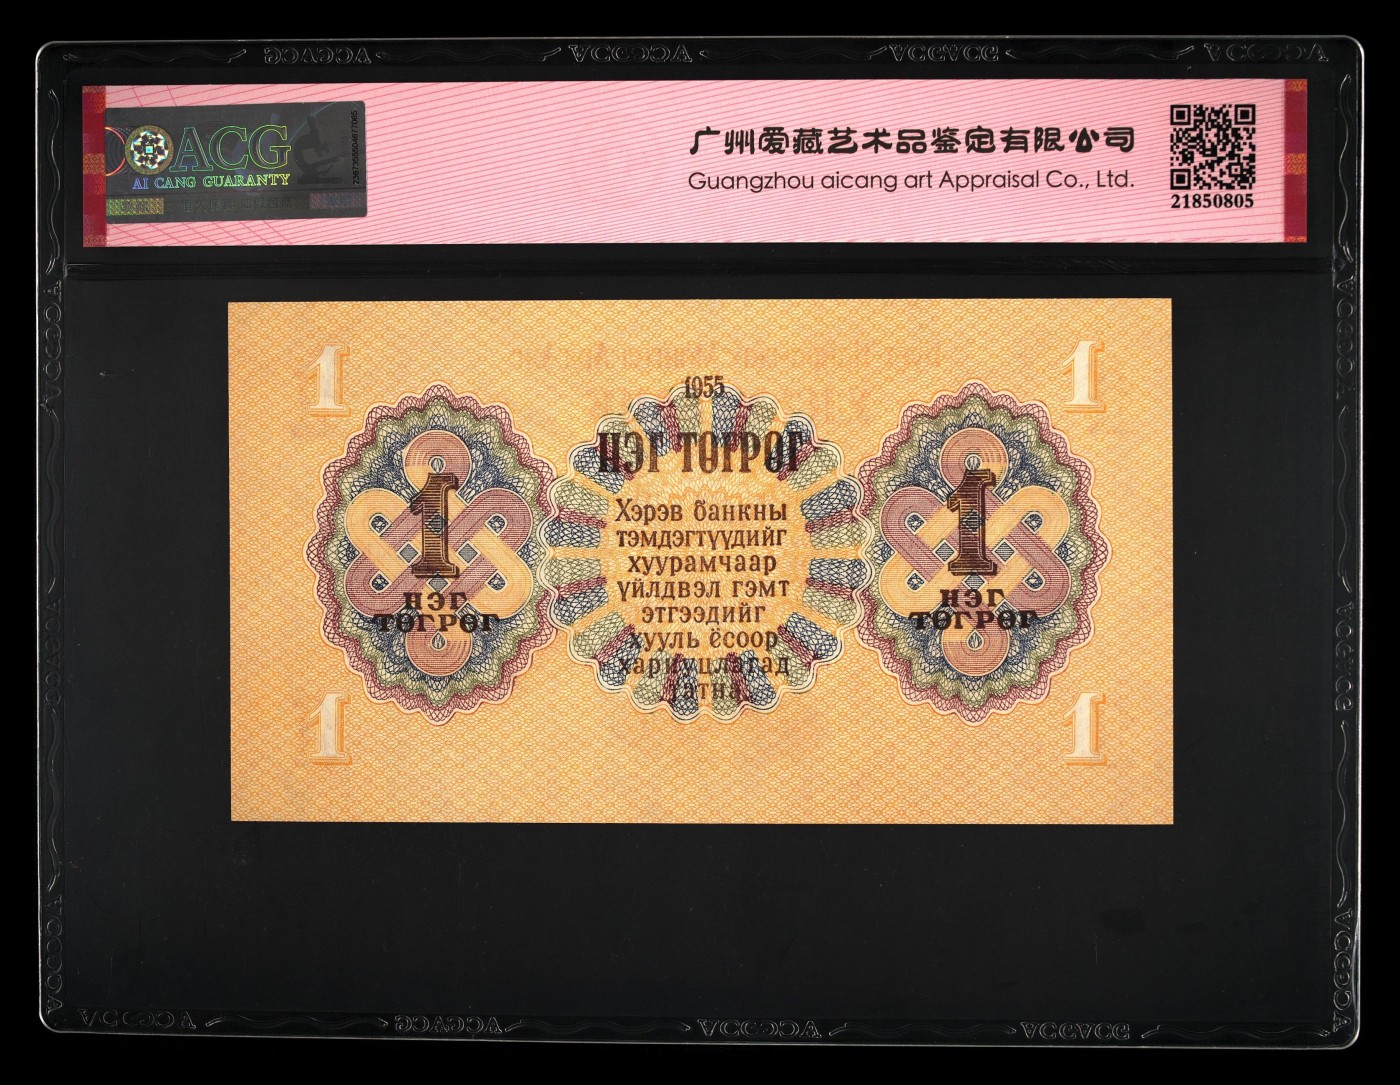 ACG
AI CANG GUARANTY
广州爱藏艺术品鉴定有限公司
Guangzhou aicang art Appraisal Co., Ltd.
21850805
1
1
1955
НЭГ ТӨГРӨГ
1
НЭГ
ТӨГРӨГ
Хэрэв банкны
тэмдэгтүүдийг
хуурамчаар
үйлдвэл гэмт
этгээдийг
хууль ёсоор
хариуцлагад
татна.
1
НЭГ
ТӨГРӨГ
1
1